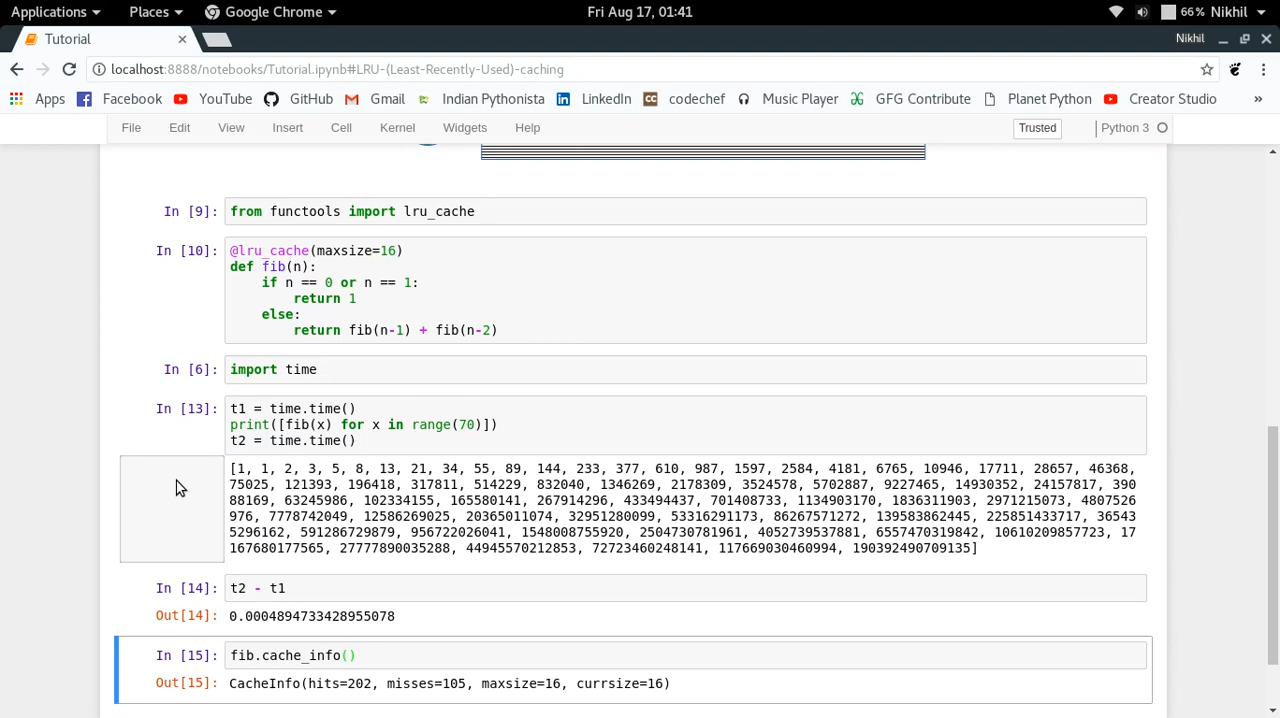 Applications Places Google Chrome Fri Aug 17, 01:41 66% Nikhil
Tutorial Nikhil
localhost:8888/notebooks/Tutorial.ipynb#LRU-(Least-Recently-Used)-caching
Apps Facebook YouTube GitHub Gmail Indian Pythonista LinkedIn codechef Music Player GFG Contribute Planet Python Creator Studio »
File Edit View Insert Cell Kernel Widgets Help Trusted Python 3
In [9]: from functools import lru_cache
In [10]: @lru_cache(maxsize=16)
def fib(n):
if n == 0 or n == 1:
return 1
else:
return fib(n-1) + fib(n-2)
In [6]: import time
In [13]: t1 = time.time()
print([fib(x) for x in range(70)])
t2 = time.time()
[1, 1, 2, 3, 5, 8, 13, 21, 34, 55, 89, 144, 233, 377, 610, 987, 1597, 2584, 4181, 6765, 10946, 17711, 28657, 46368,
75025, 121393, 196418, 317811, 514229, 832040, 1346269, 2178309, 3524578, 5702887, 9227465, 14930352, 24157817, 390
88169, 63245986, 102334155, 165580141, 267914296, 433494437, 701408733, 1134903170, 1836311903, 2971215073, 4807526
976, 7778742049, 12586269025, 20365011074, 32951280099, 53316291173, 86267571272, 139583862445, 225851433717, 36543
5296162, 591286729879, 956722026041, 1548008755920, 2504730781961, 4052739537881, 6557470319842, 10610209857723, 17
167680177565, 27777890035288, 44945570212853, 72723460248141, 117669030460994, 190392490709135]
In [14]: t2 - t1
Out[14]: 0.0004894733428955078
In [15]: fib.cache_info()
Out[15]: CacheInfo(hits=202, misses=105, maxsize=16, currsize=16)